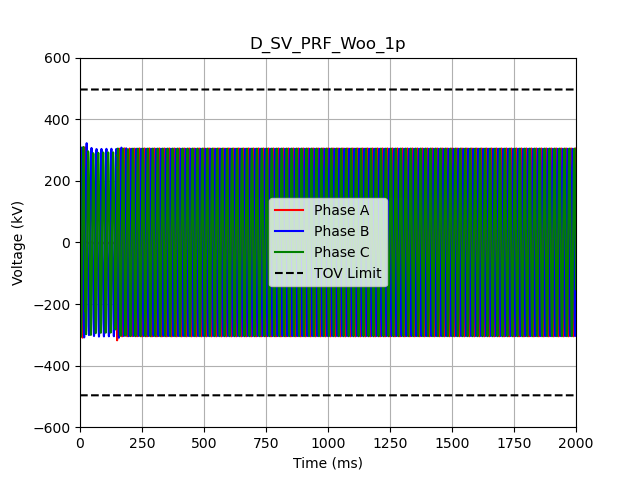 D_SV_PRF_Woo_1p
600
400
200
0
−200
−400
−600
Voltage (kV)
Phase A
Phase B
Phase C
TOV Limit
0 250 500 750 1000 1250 1500 1750 2000
Time (ms)